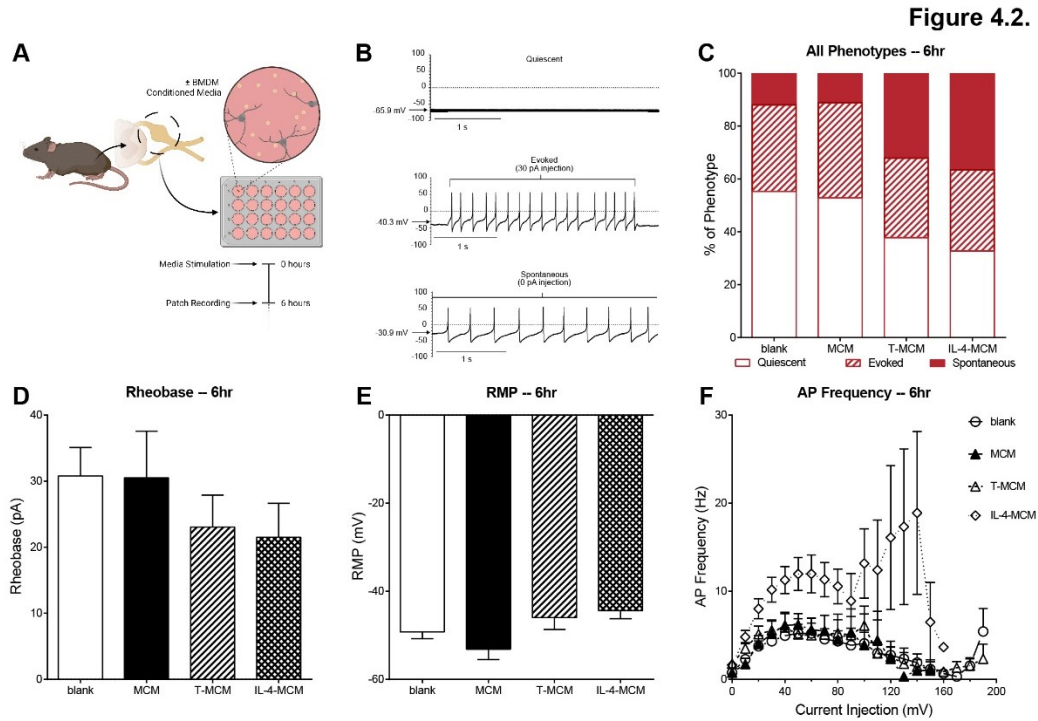 Figure 4.2.
A
± BMDM
Conditioned Media
Media Stimulation
0 hours
Patch Recording
6 hours
B
Quiescent
100
50
0
-50
-100
-65.9 mV
1 s
Evoked
(30 pA injection)
100
50
0
-50
-100
-40.3 mV
1 s
Spontaneous
(0 pA injection)
100
50
0
-50
-100
-30.9 mV
1 s
C
All Phenotypes -- 6hr
% of Phenotype
100
80
60
40
20
0
blank MCM T-MCM IL-4-MCM
Quiescent Evoked Spontaneous
D
Rheobase -- 6hr
Rheobase (pA)
40
30
20
10
0
blank MCM T-MCM IL-4-MCM
E
RMP -- 6hr
RMP (mV)
0
-20
-40
-60
blank MCM T-MCM IL-4-MCM
F
AP Frequency -- 6hr
AP Frequency (Hz)
30
20
10
0
0 40 80 120 160 200
Current Injection (mV)
blank
MCM
T-MCM
IL-4-MCM